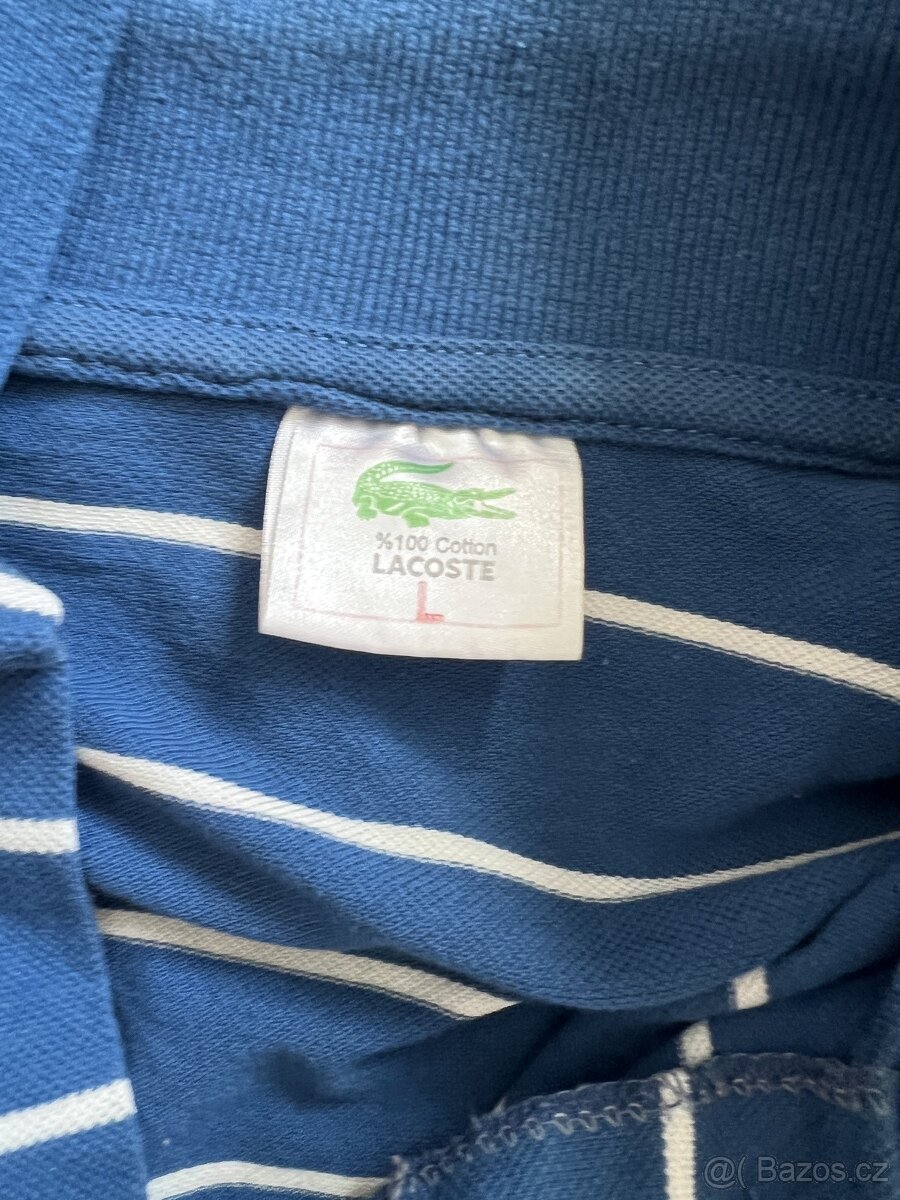 %100 Cotton
LACOSTE
L
@( Bazos.cz